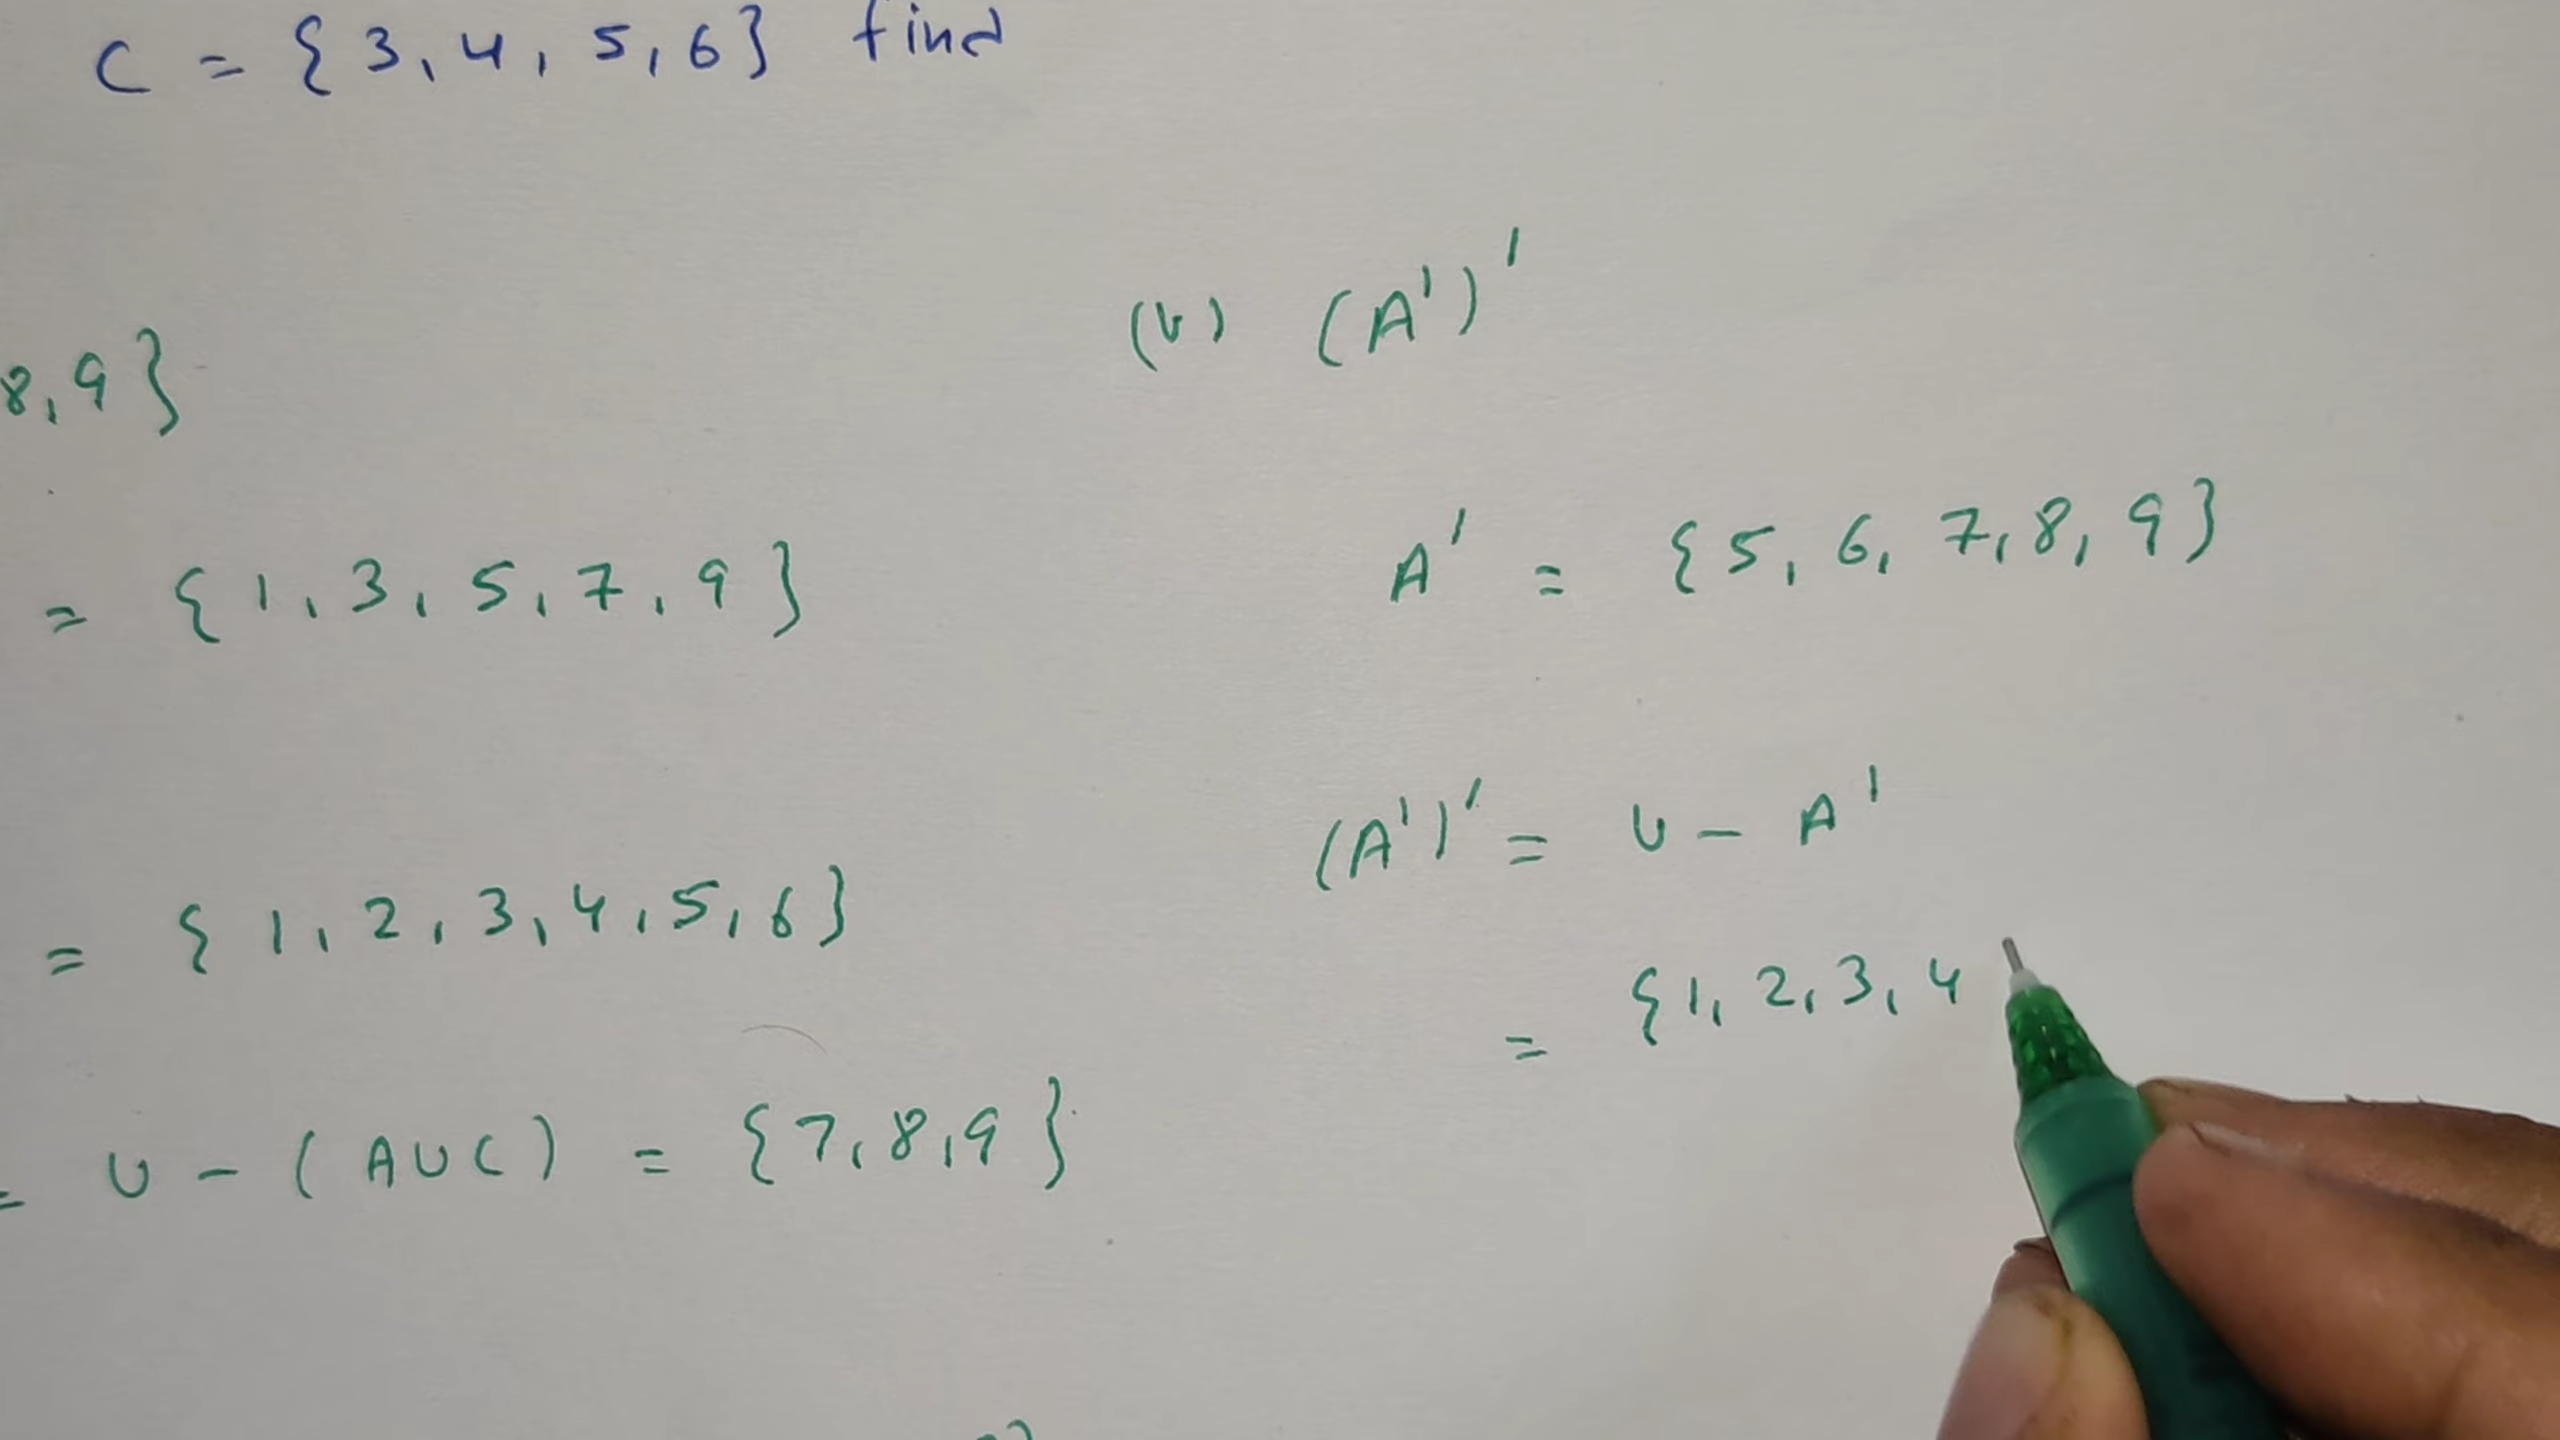 C = {3, 4, 5, 6} find
8, 9}
= {1, 3, 5, 7, 9}
= {1, 2, 3, 4, 5, 6}
= U - (AUC) = {7, 8, 9}
(v) (A')'
A' = {5, 6, 7, 8, 9}
(A')' = U - A'
= {1, 2, 3, 4